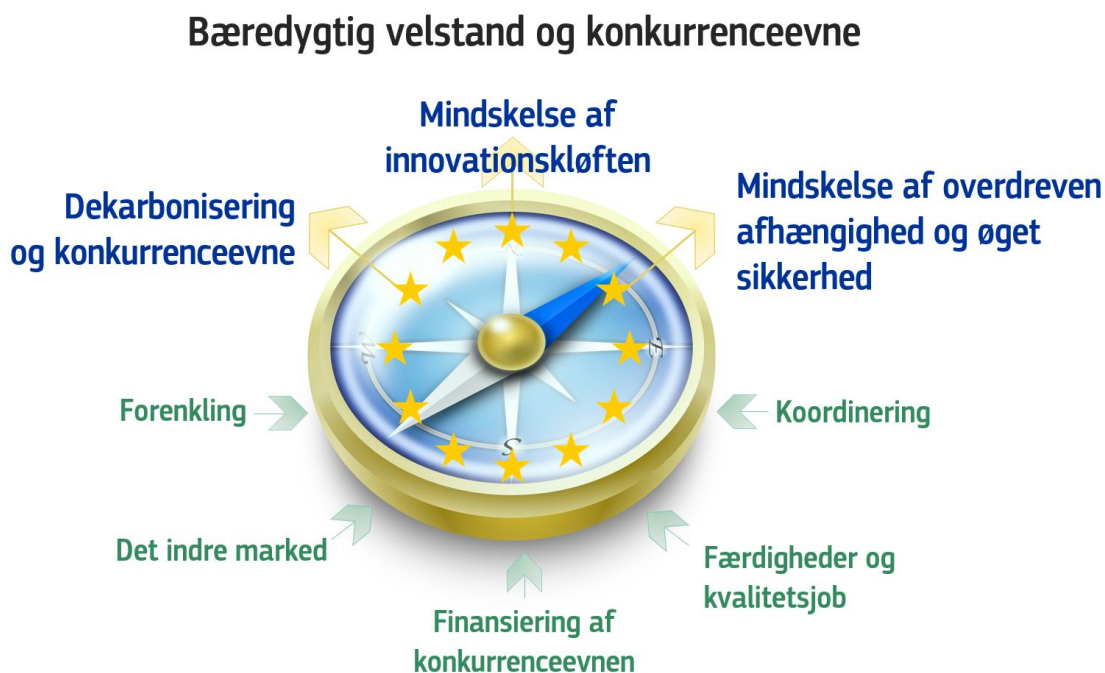 Bæredygtig velstand og konkurrenceevne
Mindskelse af
innovationskløften
Dekarbonisering
og konkurrenceevne
Mindskelse af overdreven
afhængighed og øget
sikkerhed
N
W
E
S
Forenkling
Koordinering
Det indre marked
Færdigheder og
kvalitetsjob
Finansiering af
konkurrenceevnen